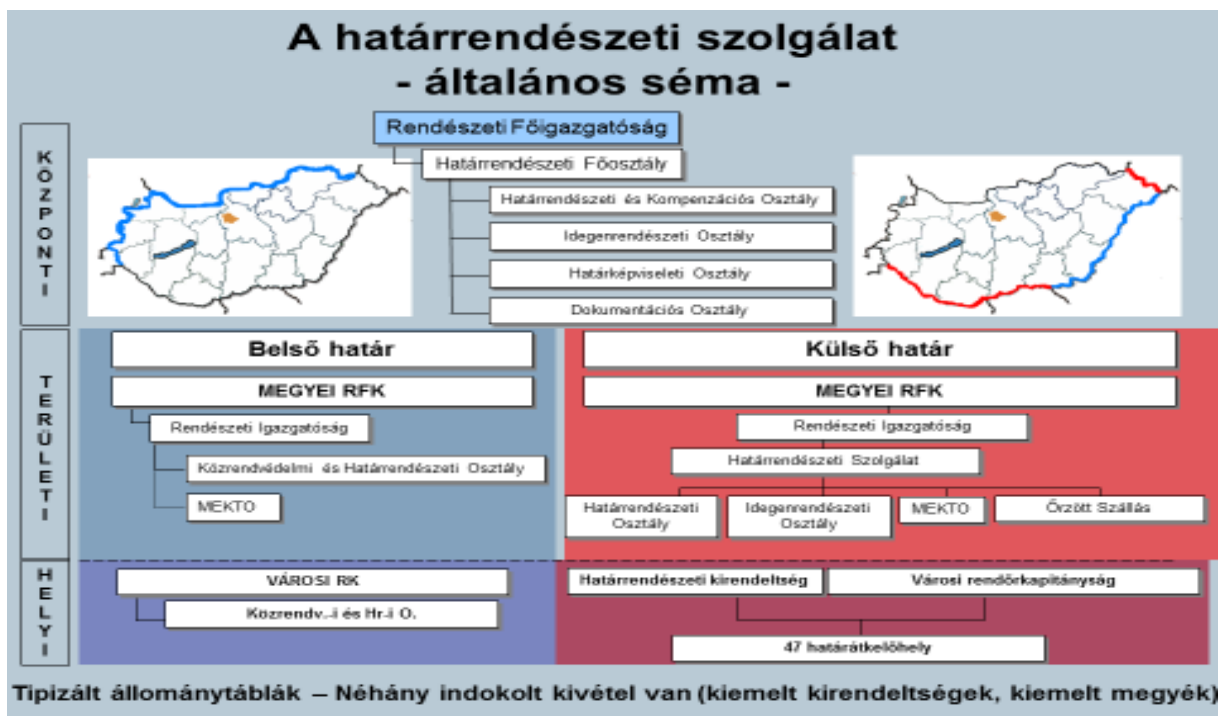 A határrendészeti szolgálat
- általános séma -
KÖZPONTI
Rendészeti Főigazgatóság
Határrendészeti Főosztály
Határrendészeti és Kompenzációs Osztály
Idegenrendészeti Osztály
Határképviseleti Osztály
Dokumentációs Osztály
TERÜLETI
Belső határ
MEGYEI RFK
Rendészeti Igazgatóság
Közrendvédelmi és Határrendészeti Osztály
MEKTO
Külső határ
MEGYEI RFK
Rendészeti Igazgatóság
Határrendészeti Szolgálat
Határrendészeti
Osztály
Idegenrendészeti
Osztály
MEKTO
Őrzött Szállás
HELYI
VÁROSI RK
Közrendv.-i és Hr-i O.
Határrendészeti kirendeltség
Városi rendőrkapitányság
47 határátkelőhely
Tipizált állománytáblák – Néhány indokolt kivétel van (kiemelt kirendeltségek, kiemelt megyék)